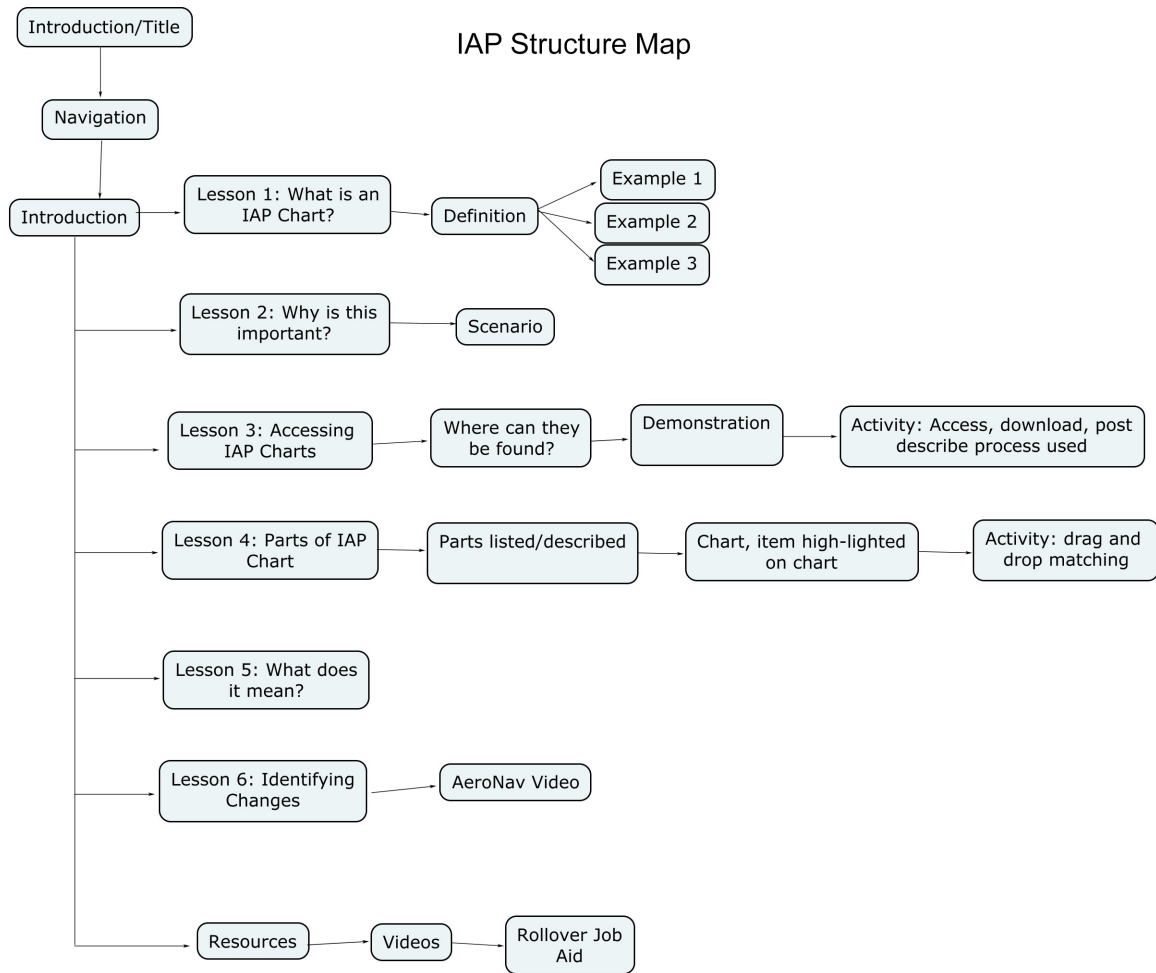 Introduction/Title
IAP Structure Map
Navigation
Introduction
Lesson 1: What is an
IAP Chart?
Definition
Example 1
Example 2
Example 3
Lesson 2: Why is this
important?
Scenario
Lesson 3: Accessing
IAP Charts
Where can they
be found?
Demonstration
Activity: Access, download, post
describe process used
Lesson 4: Parts of IAP
Chart
Parts listed/described
Chart, item high-lighted
on chart
Activity: drag and
drop matching
Lesson 5: What does
it mean?
Lesson 6: Identifying
Changes
AeroNav Video
Resources
Videos
Rollover Job
Aid